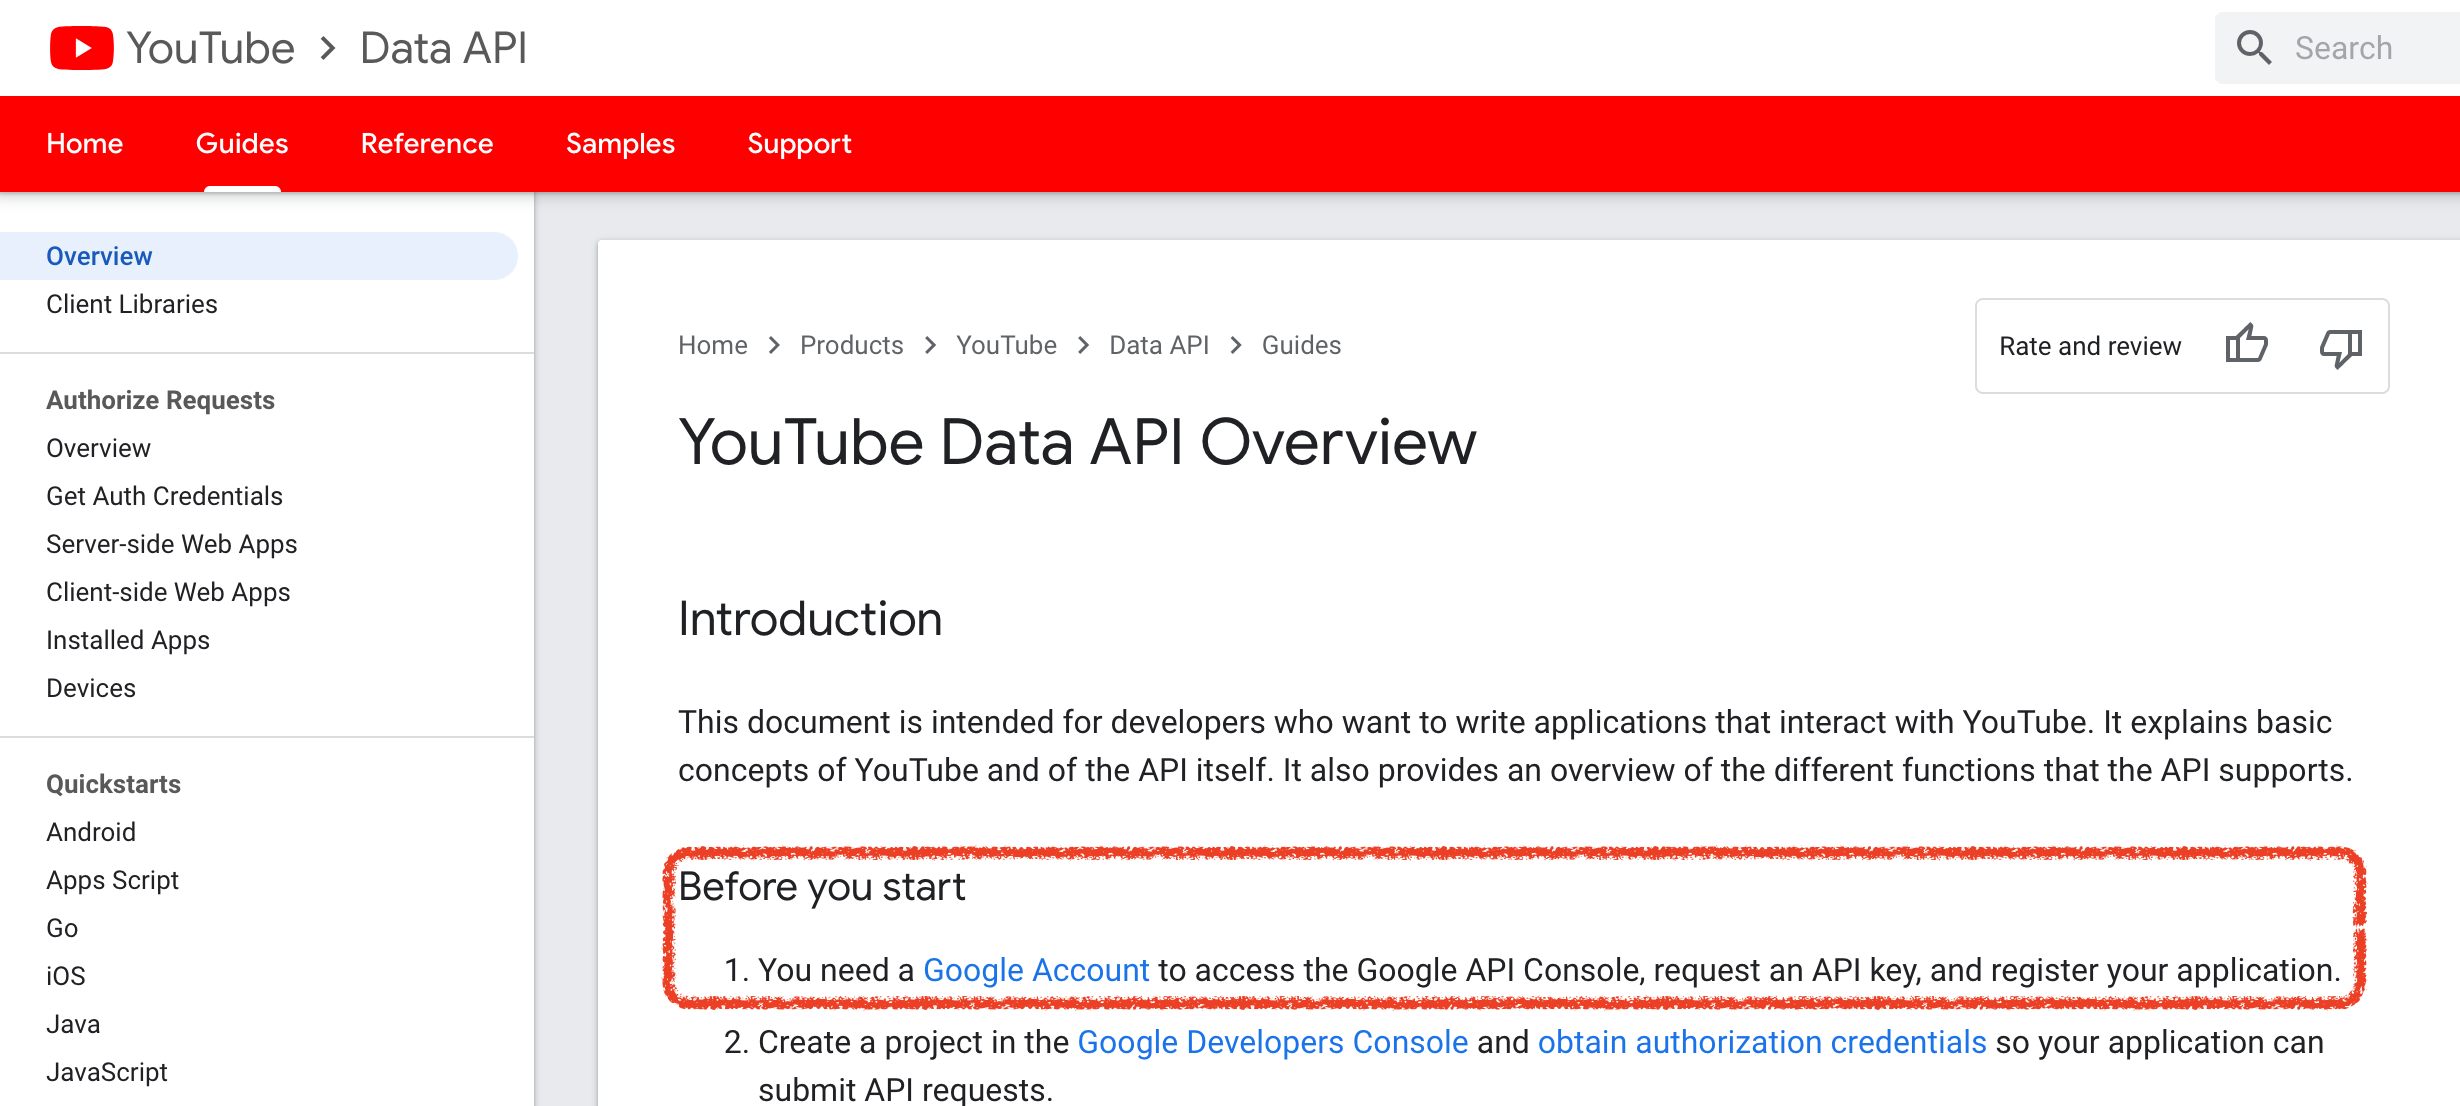 YouTube > Data API
Search
Home Guides Reference Samples Support
Overview
Client Libraries
Authorize Requests
Overview
Get Auth Credentials
Server-side Web Apps
Client-side Web Apps
Installed Apps
Devices
Quickstarts
Android
Apps Script
Go
iOS
Java
JavaScript
Home > Products > YouTube > Data API > Guides
Rate and review
YouTube Data API Overview
Introduction
This document is intended for developers who want to write applications that interact with YouTube. It explains basic
concepts of YouTube and of the API itself. It also provides an overview of the different functions that the API supports.
Before you start
1. You need a Google Account to access the Google API Console, request an API key, and register your application.
2. Create a project in the Google Developers Console and obtain authorization credentials so your application can
submit API requests.